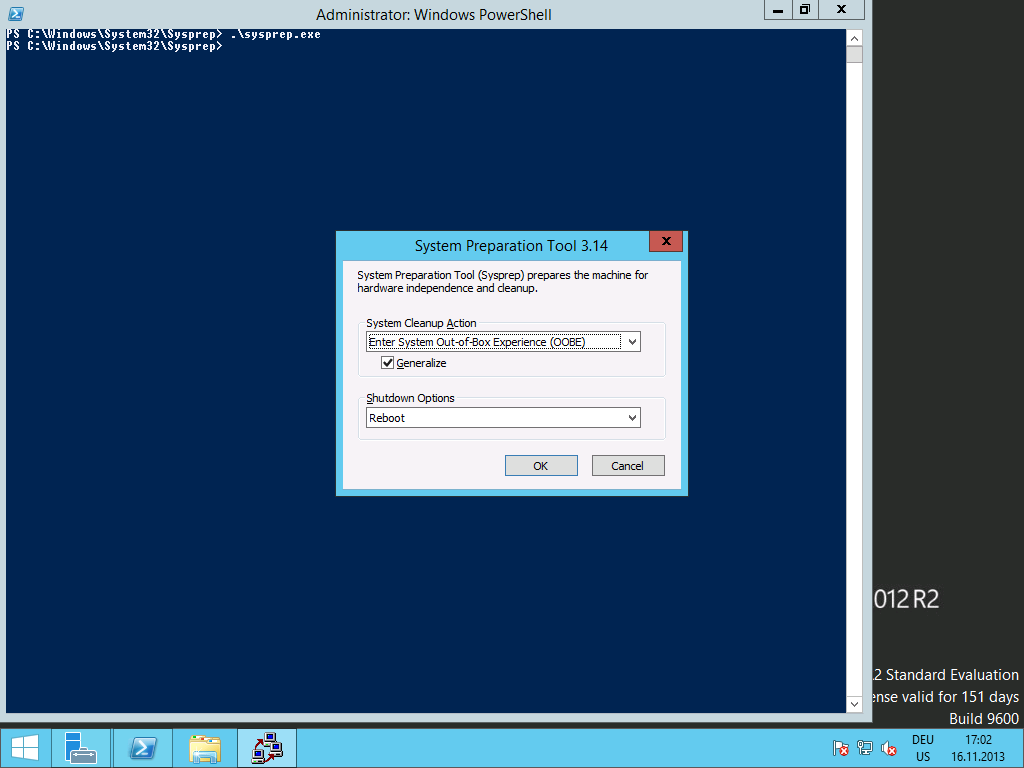 Administrator: Windows PowerShell
PS C:\Windows\System32\Sysprep> .\sysprep.exe
PS C:\Windows\System32\Sysprep>
System Preparation Tool 3.14
System Preparation Tool (Sysprep) prepares the machine for
hardware independence and cleanup.
System Cleanup Action
Enter System Out-of-Box Experience (OOBE)
Generalize
Shutdown Options
Reboot
OK Cancel
012 R2
2 Standard Evaluation
ense valid for 151 days
Build 9600
DEU 17:02
US 16.11.2013